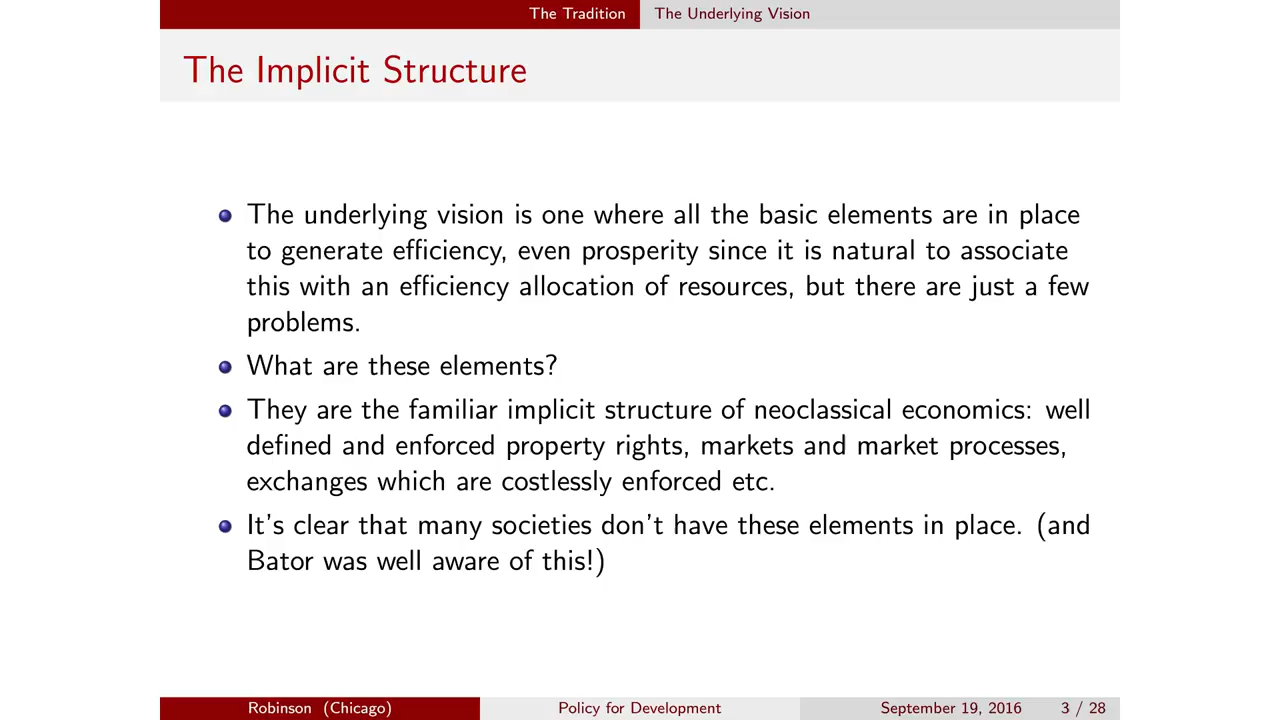 The Tradition The Underlying Vision
The Implicit Structure
The underlying vision is one where all the basic elements are in place
to generate efficiency, even prosperity since it is natural to associate
this with an efficiency allocation of resources, but there are just a few
problems.
What are these elements?
They are the familiar implicit structure of neoclassical economics: well
defined and enforced property rights, markets and market processes,
exchanges which are costlessly enforced etc.
It's clear that many societies don't have these elements in place. (and
Bator was well aware of this!)
Robinson (Chicago) Policy for Development September 19, 2016 3 / 28